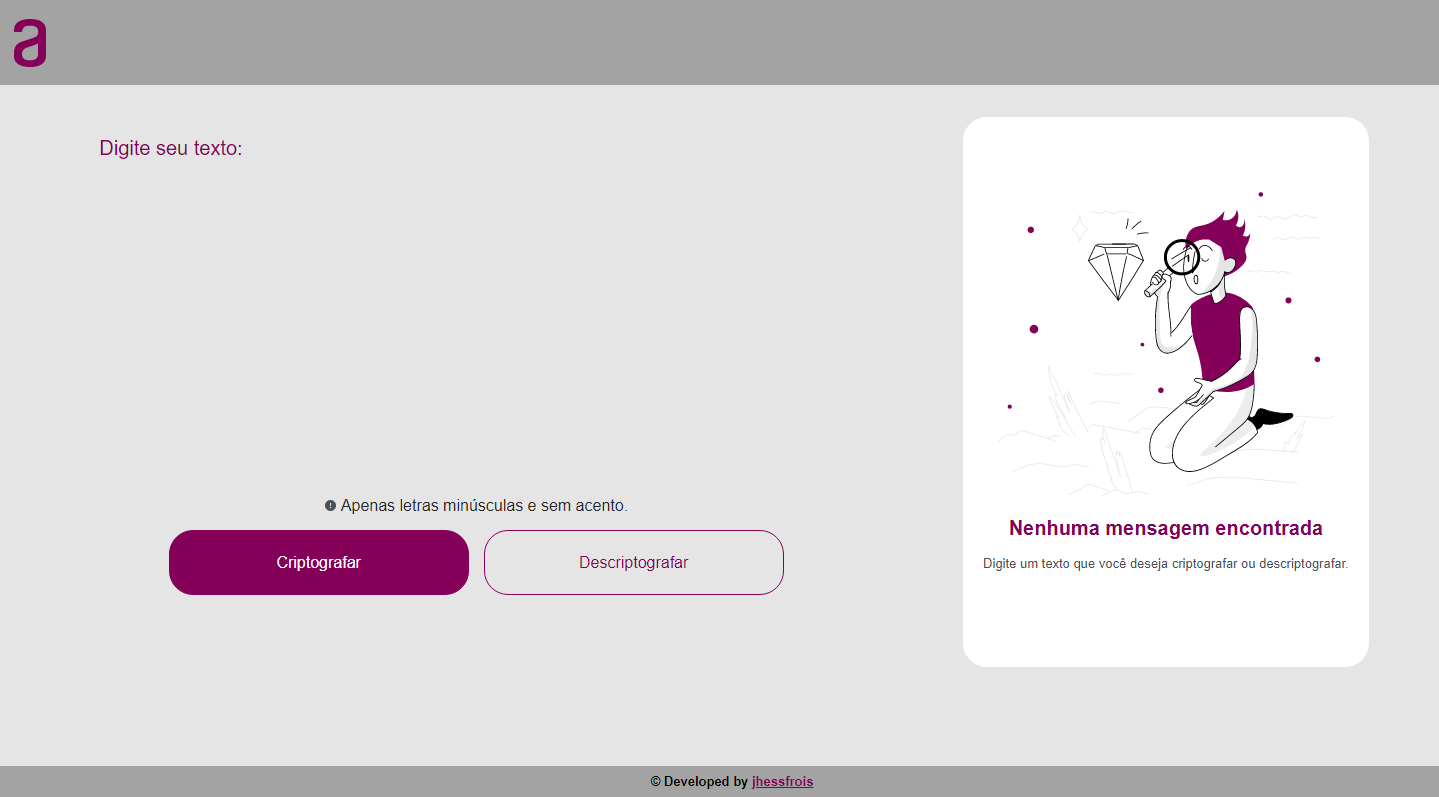 a
Digite seu texto:
Apenas letras minúsculas e sem acento.
Criptografar
Descriptografar
Nenhuma mensagem encontrada
Digite um texto que você deseja criptografar ou descriptografar.
© Developed by jhessfrois